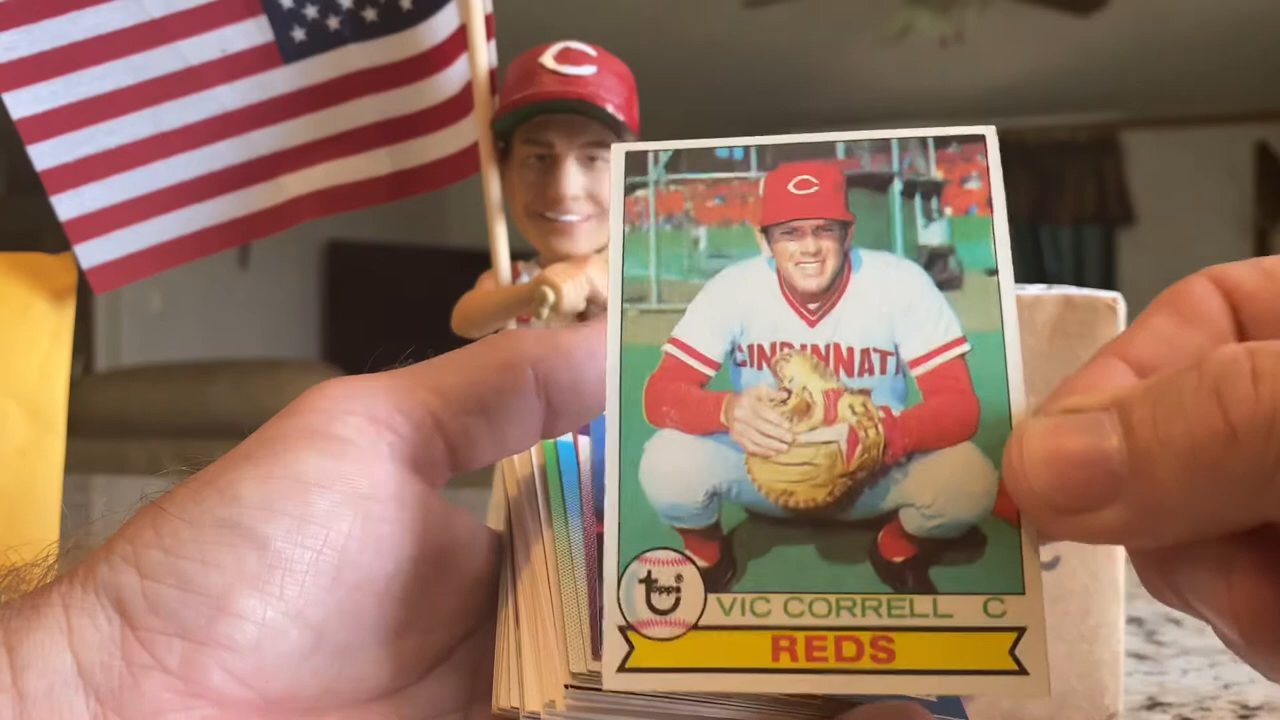 C
C
CINCINNATI
topps®
VIC CORRELL C
REDS